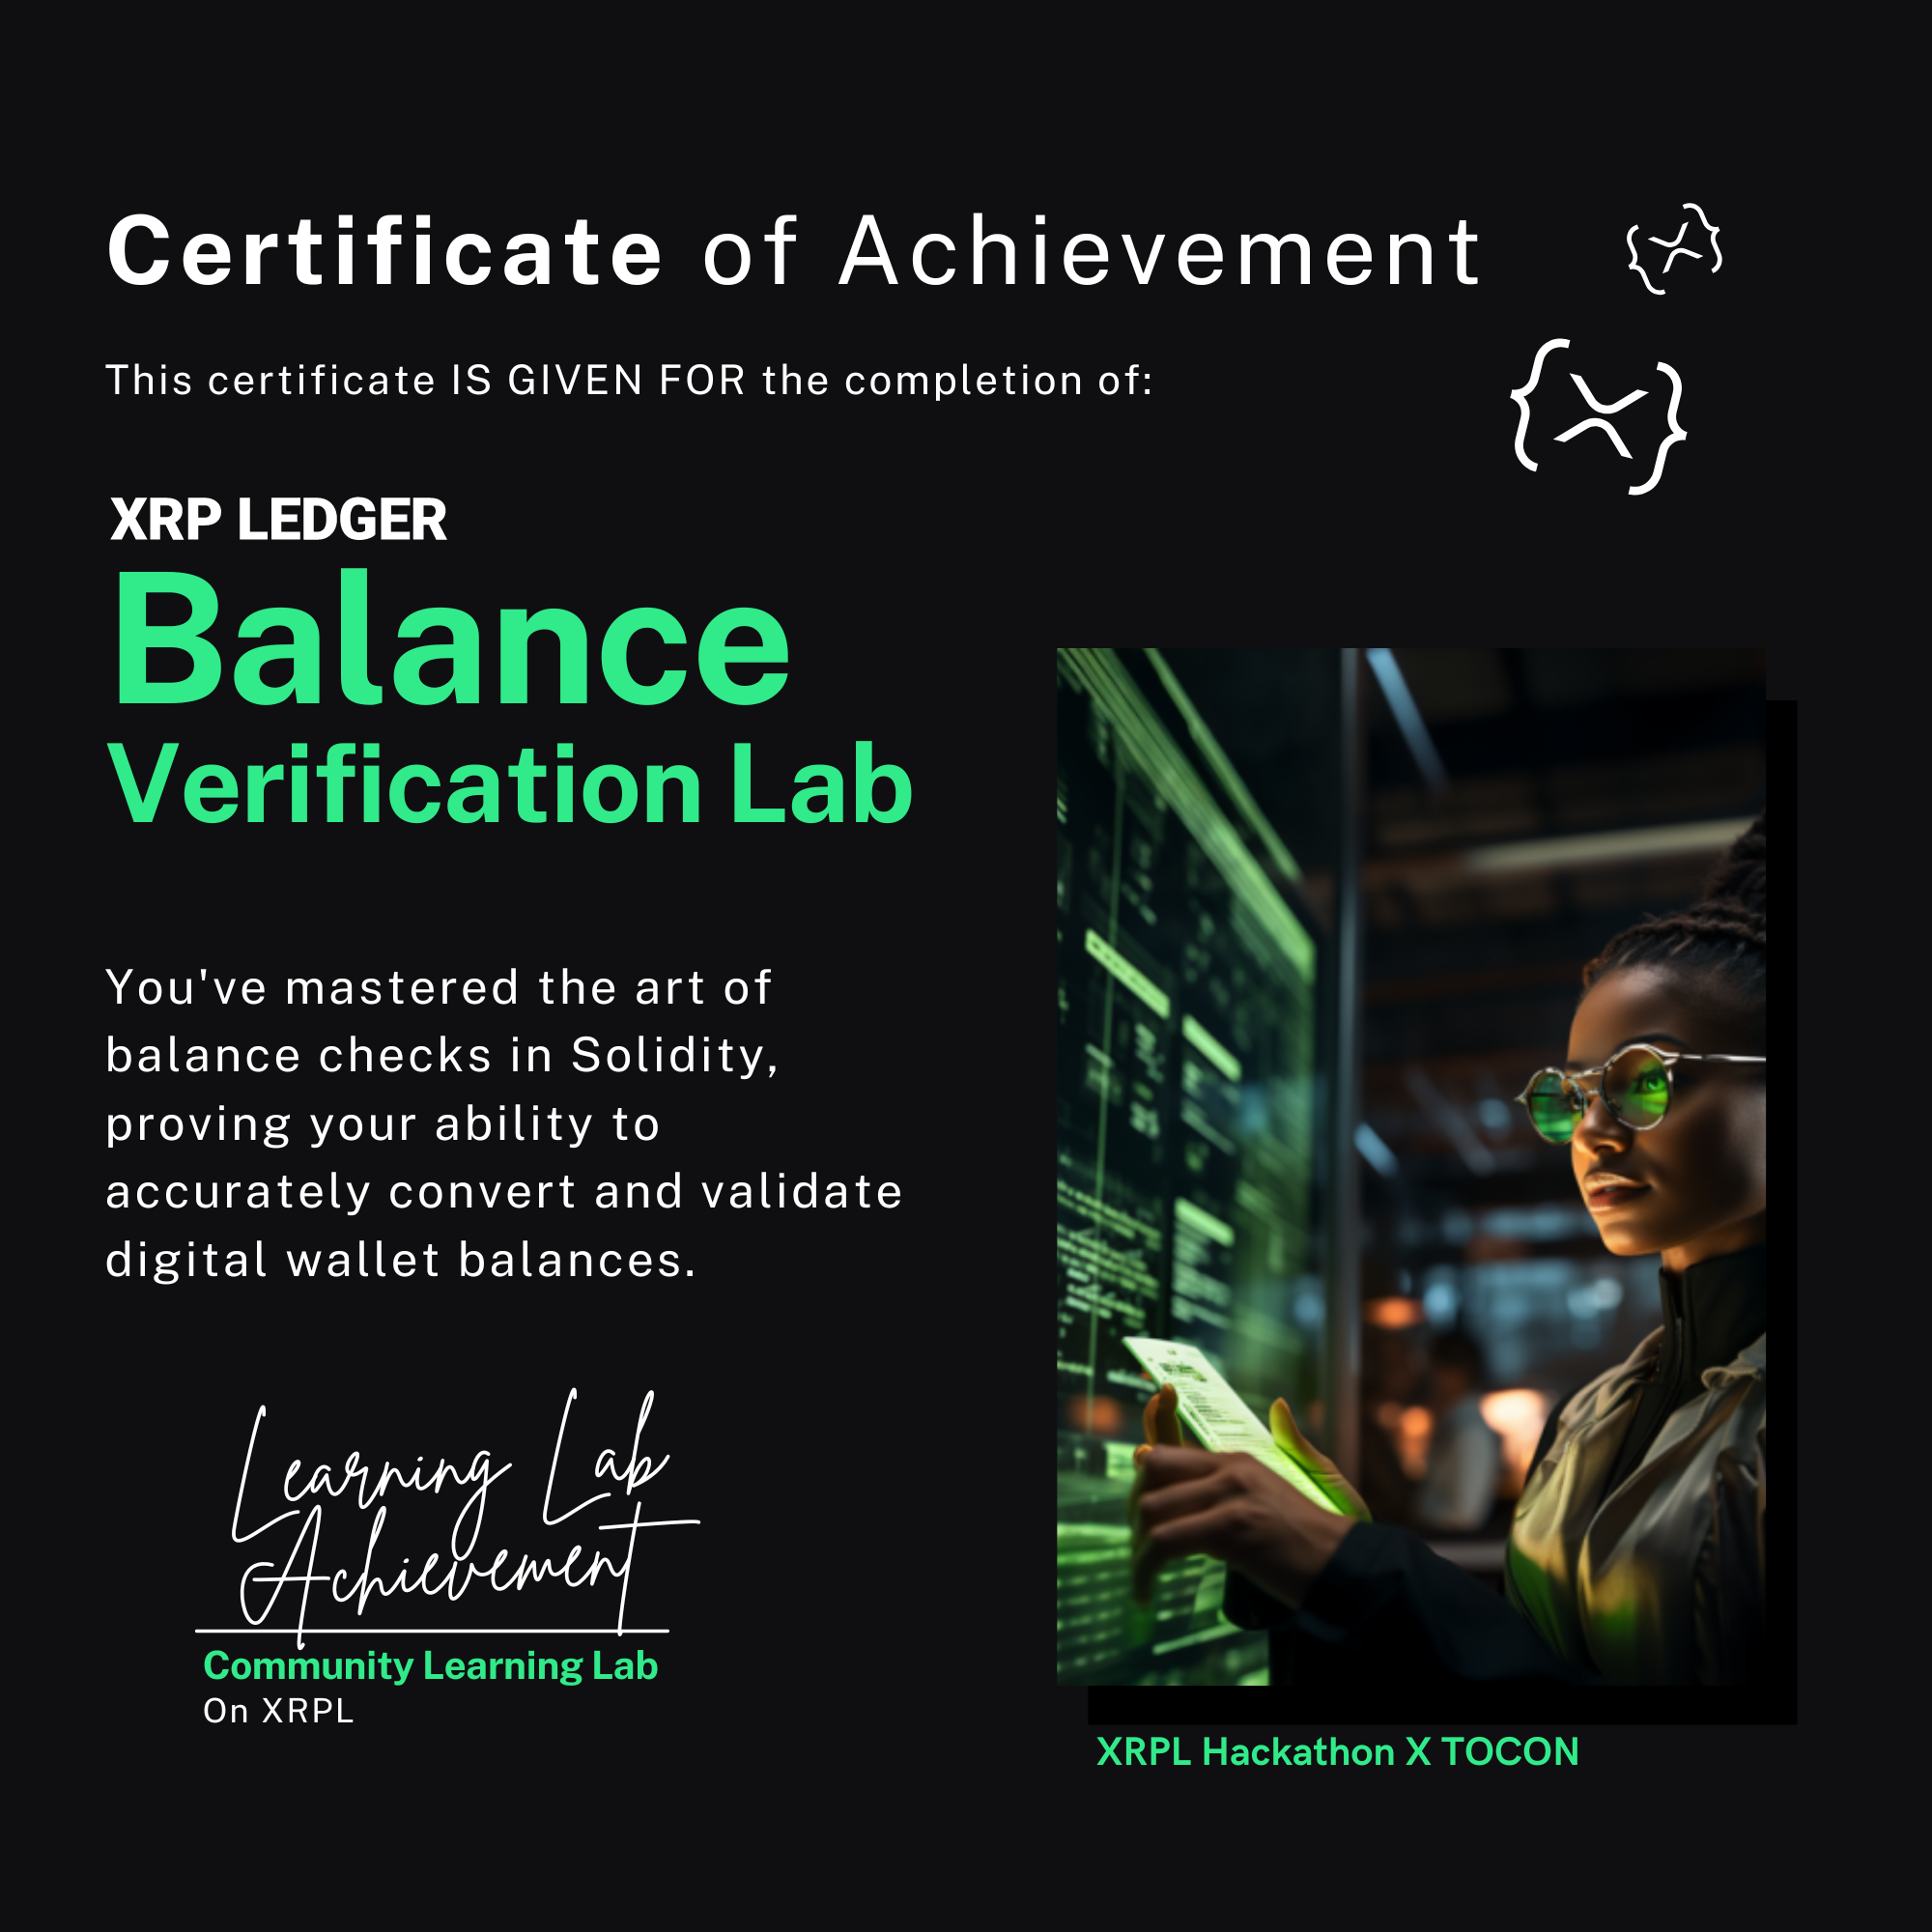 Certificate of Achievement
This certificate IS GIVEN FOR the completion of:
XRP LEDGER
Balance
Verification Lab
You've mastered the art of
balance checks in Solidity,
proving your ability to
accurately convert and validate
digital wallet balances.
Learning Lab
Achievement
Community Learning Lab
On XRPL
XRPL Hackathon X TOCON